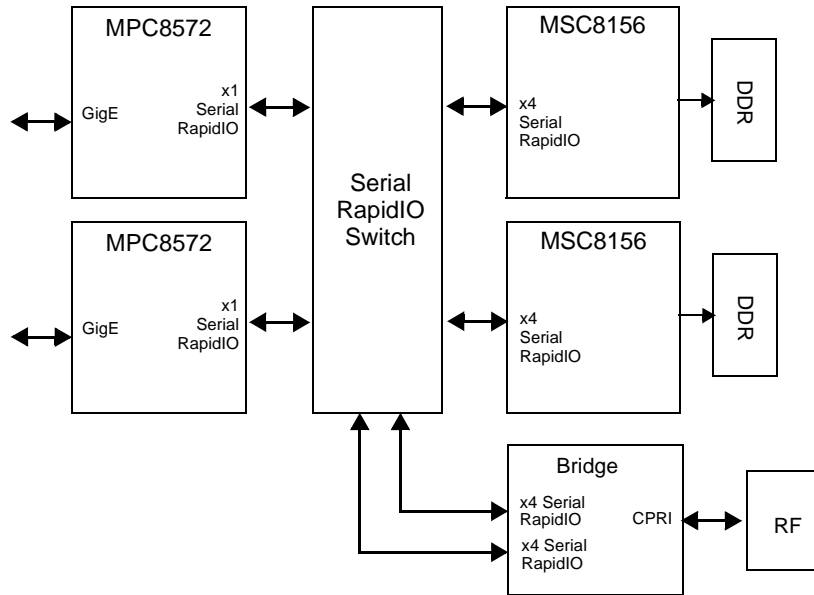 MPC8572
GigE
x1
Serial
RapidIO
MPC8572
GigE
x1
Serial
RapidIO
Serial
RapidIO
Switch
MSC8156
x4
Serial
RapidIO
DDR
MSC8156
x4
Serial
RapidIO
DDR
Bridge
x4 Serial
RapidIO
x4 Serial
RapidIO
CPRI
RF